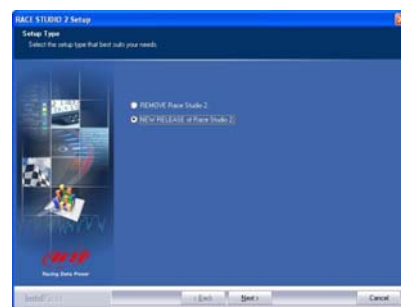 RACE STUDIO 2 Setup
Setup Type
Select the setup type that best suits your needs.
REMOVE Race Studio 2
NEW RELEASE of Race Studio 2
Racing Data Power
< Back
Next >
Cancel